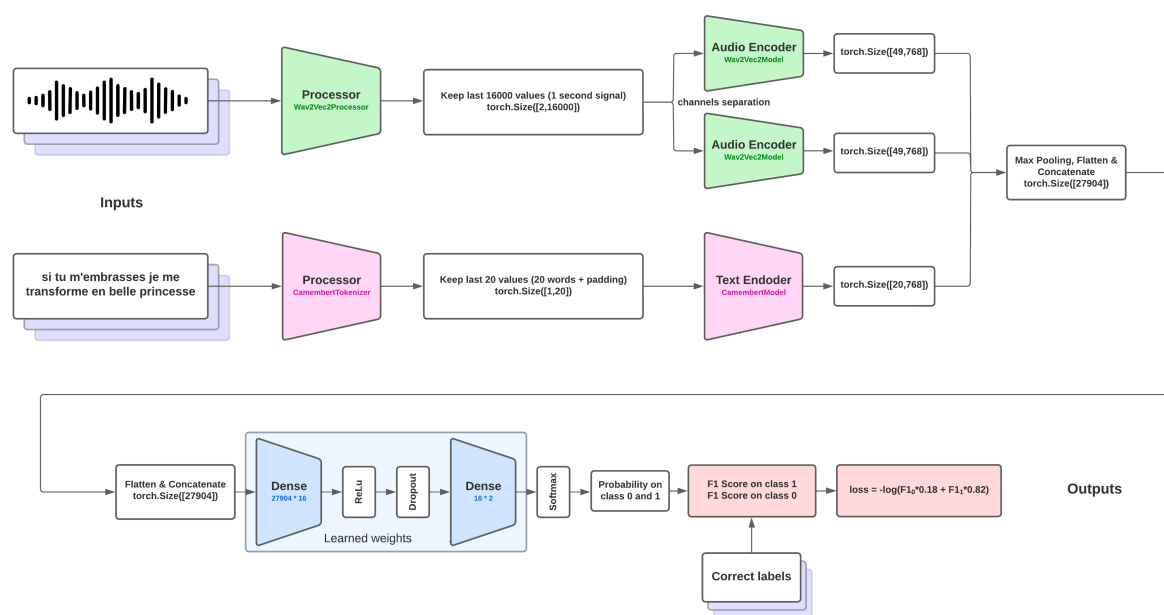 Processor
Wav2Vec2Processor
Keep last 16000 values (1 second signal)
torch.Size([2,16000])
channels separation
Audio Encoder
Wav2Vec2Model
torch.Size([49,768])
Audio Encoder
Wav2Vec2Model
torch.Size([49,768])
Max Pooling, Flatten &
Concatenate
torch.Size([27904])
Inputs
si tu m'embrasses je me
transforme en belle princesse
Processor
CamembertTokenizer
Keep last 20 values (20 words + padding)
torch.Size([1,20])
Text Endoder
CamembertModel
torch.Size([20,768])
Flatten & Concatenate
torch.Size([27904])
Dense
27904 * 16
ReLu
Dropout
Dense
16 * 2
Learned weights
Softmax
Probability on
class 0 and 1
F1 Score on class 1
F1 Score on class 0
loss = -log(F1₀*0.18 + F1₁*0.82)
Outputs
Correct labels